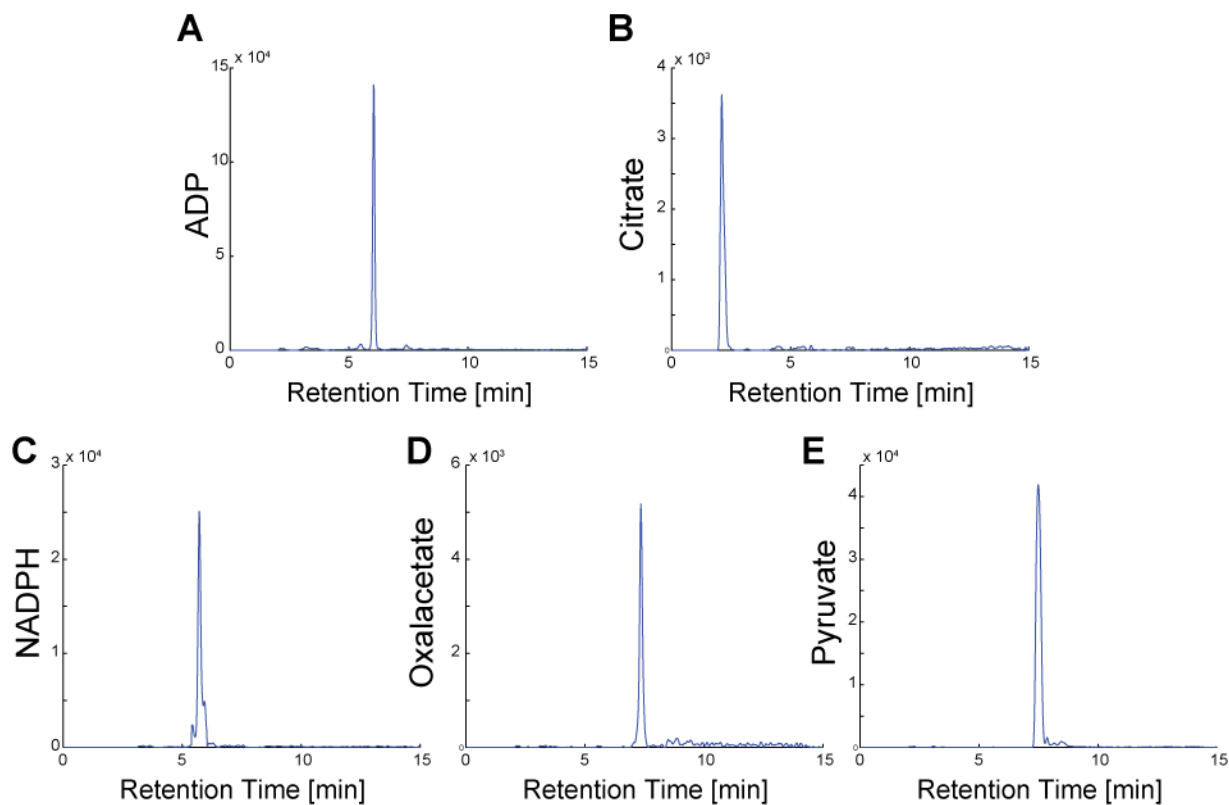 A
x 10⁴
15
10
5
0
ADP
0 5 10 15
Retention Time [min]
B
x 10³
4
3
2
1
0
Citrate
0 5 10 15
Retention Time [min]
C
x 10⁴
3
2
1
0
NADPH
0 5 10 15
Retention Time [min]
D
x 10³
6
4
2
0
Oxalacetate
0 5 10 15
Retention Time [min]
E
x 10⁴
4
3
2
1
0
Pyruvate
0 5 10 15
Retention Time [min]